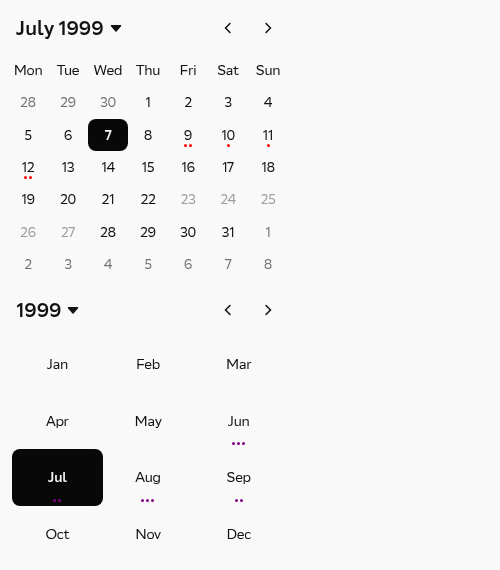 July 1999
Mon Tue Wed Thu Fri Sat Sun
28 29 30 1 2 3 4
5 6 7 8 9 10 11
12 13 14 15 16 17 18
19 20 21 22 23 24 25
26 27 28 29 30 31 1
2 3 4 5 6 7 8
1999
Jan Feb Mar
Apr May Jun
Jul Aug Sep
Oct Nov Dec